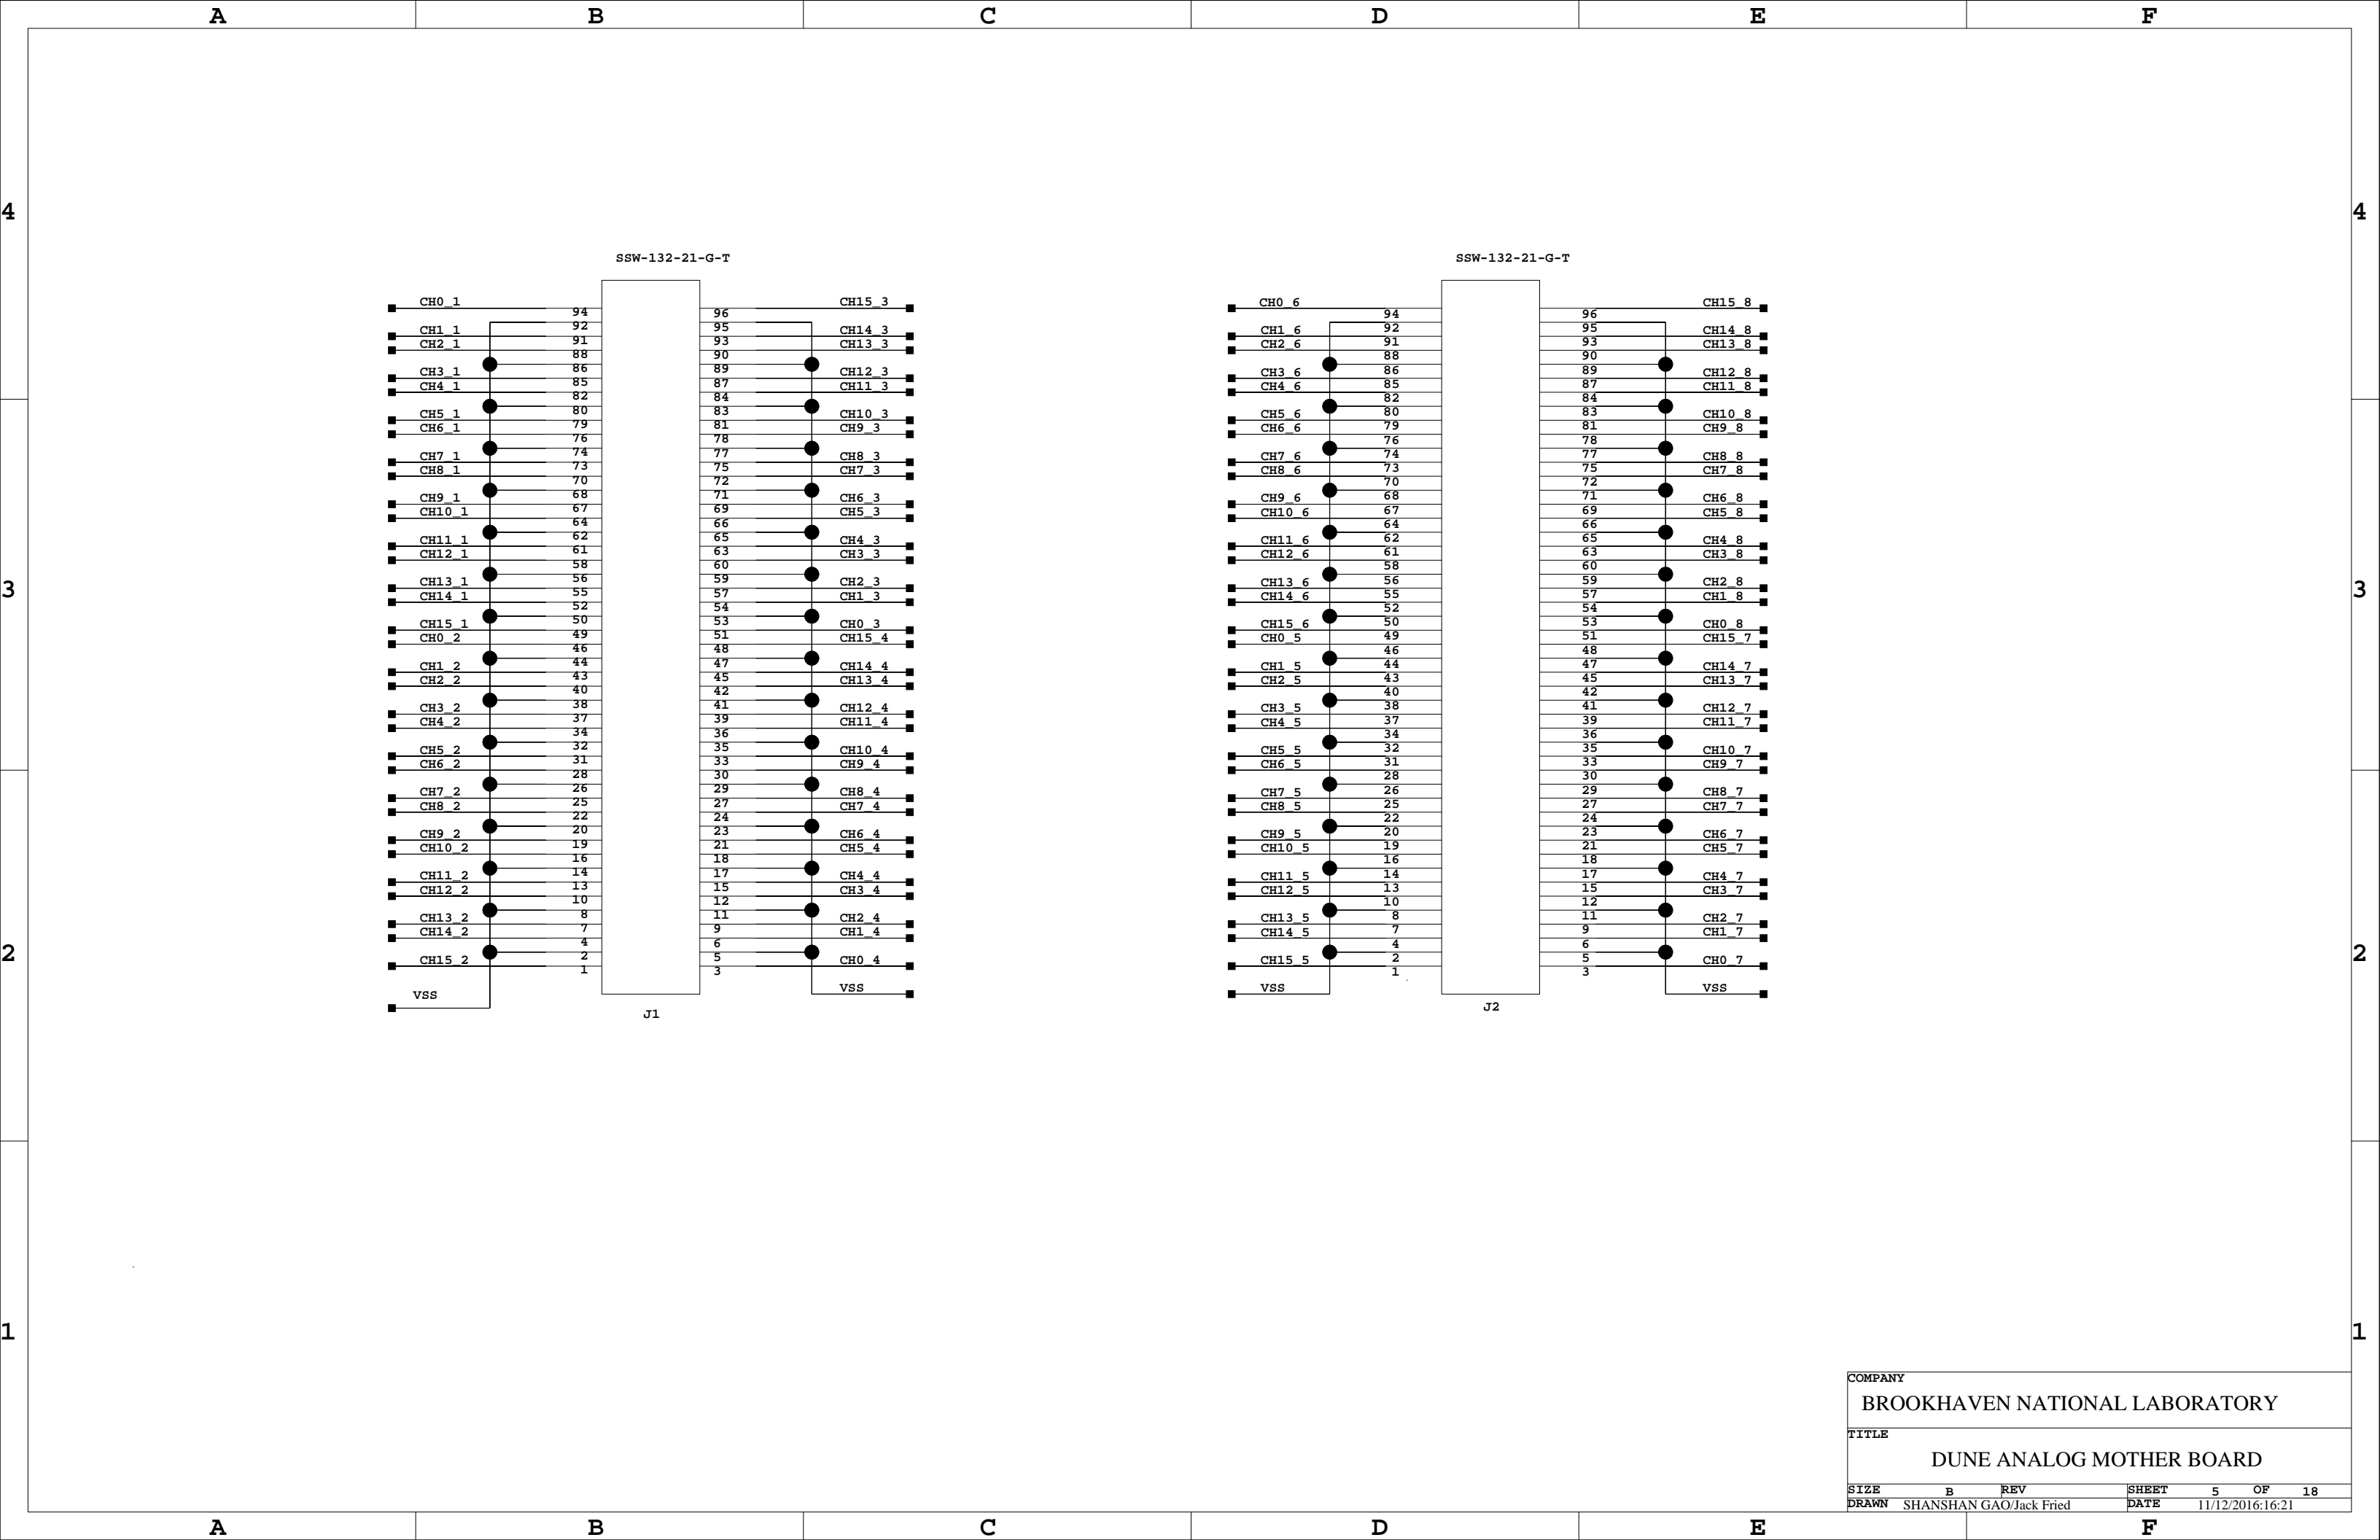 A B C D E F
4 4
SSW-132-21-G-T SSW-132-21-G-T
CH0_1 94 96 CH15_3 CH0_6 94 96 CH15_8
92 95 92 95
CH1_1 91 93 CH14_3 CH1_6 91 93 CH14_8
CH2_1 88 90 CH13_3 CH2_6 88 90 CH13_8
86 89 86 89
CH3_1 85 87 CH12_3 CH3_6 85 87 CH12_8
CH4_1 82 84 CH11_3 CH4_6 82 84 CH11_8
80 83 80 83
CH5_1 79 81 CH10_3 CH5_6 79 81 CH10_8
CH6_1 76 78 CH9_3 CH6_6 76 78 CH9_8
74 77 74 77
CH7_1 73 75 CH8_3 CH7_6 73 75 CH8_8
CH8_1 70 72 CH7_3 CH8_6 70 72 CH7_8
68 71 68 71
CH9_1 67 69 CH6_3 CH9_6 67 69 CH6_8
CH10_1 64 66 CH5_3 CH10_6 64 66 CH5_8
62 65 62 65
CH11_1 61 63 CH4_3 CH11_6 61 63 CH4_8
CH12_1 58 60 CH3_3 CH12_6 58 60 CH3_8
56 59 56 59
3 CH13_1 55 57 CH2_3 CH13_6 55 57 CH2_8 3
CH14_1 52 54 CH1_3 CH14_6 52 54 CH1_8
50 53 50 53
CH15_1 49 51 CH0_3 CH15_6 49 51 CH0_8
CH0_2 46 48 CH15_4 CH0_5 46 48 CH15_7
44 47 44 47
CH1_2 43 45 CH14_4 CH1_5 43 45 CH14_7
CH2_2 40 42 CH13_4 CH2_5 40 42 CH13_7
38 41 38 41
CH3_2 37 39 CH12_4 CH3_5 37 39 CH12_7
CH4_2 34 36 CH11_4 CH4_5 34 36 CH11_7
32 35 32 35
CH5_2 31 33 CH10_4 CH5_5 31 33 CH10_7
CH6_2 28 30 CH9_4 CH6_5 28 30 CH9_7
26 29 26 29
CH7_2 25 27 CH8_4 CH7_5 25 27 CH8_7
CH8_2 22 24 CH7_4 CH8_5 22 24 CH7_7
20 23 20 23
CH9_2 19 21 CH6_4 CH9_5 19 21 CH6_7
CH10_2 16 18 CH5_4 CH10_5 16 18 CH5_7
14 17 14 17
CH11_2 13 15 CH4_4 CH11_5 13 15 CH4_7
CH12_2 10 12 CH3_4 CH12_5 10 12 CH3_7
8 11 8 11
CH13_2 7 9 CH2_4 CH13_5 7 9 CH2_7
CH14_2 4 6 CH1_4 CH14_5 4 6 CH1_7
2 2 5 2 5 2
CH15_2 1 3 CH0_4 CH15_5 1 3 CH0_7
VSS VSS VSS VSS
J1 J2
1 1
COMPANY
BROOKHAVEN NATIONAL LABORATORY
TITLE
DUNE ANALOG MOTHER BOARD
SIZE B REV SHEET 5 OF 18
DRAWN SHANSHAN GAO/Jack Fried DATE 11/12/2016:16:21
A B C D E F